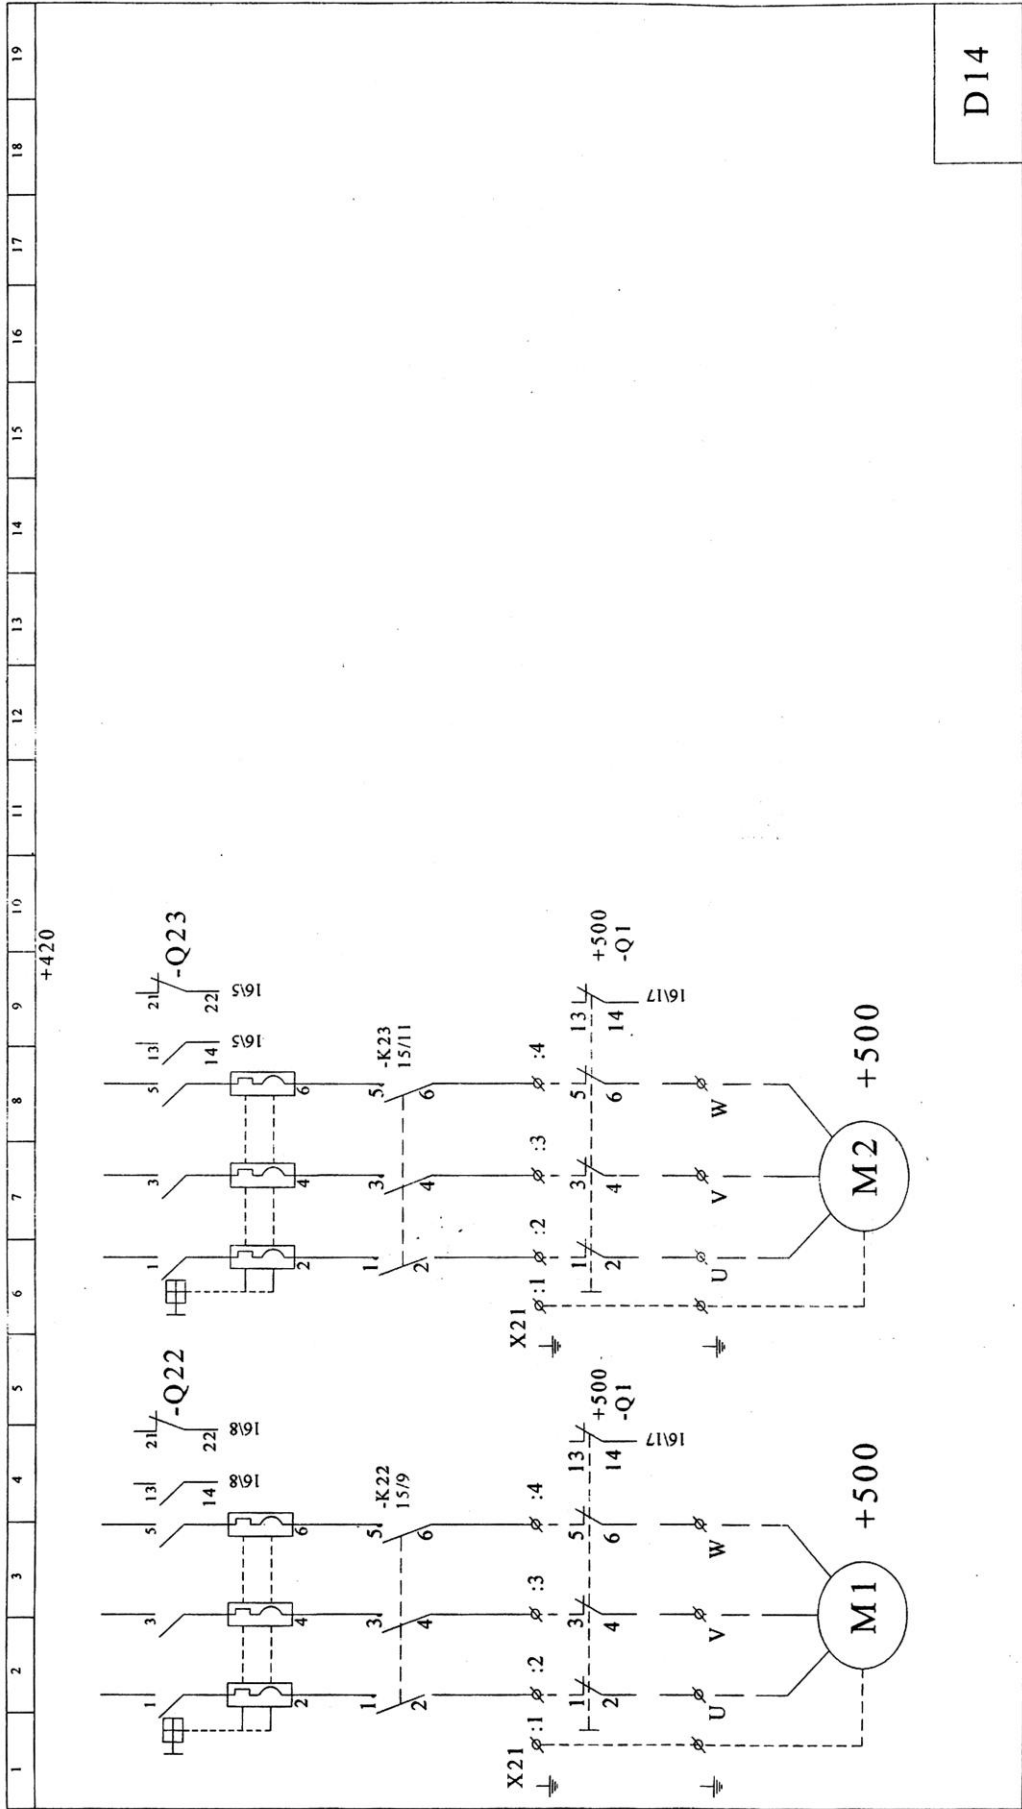 1 2 3 4 5 6 7 8 9 10 11 12 13 14 15 16 17 18 19
+420
1 3 5 13 21 -Q22
14 22
16\8 16\8
2 4 6
1 3 5 -K22
2 4 6 15/9
X21 :1 :2 :3 :4
1 3 5 13 +500
2 4 6 14 -Q1
16\17
U V W
M1 +500
1 3 5 13 21 -Q23
14 22
16\5 16\5
2 4 6
1 3 5 -K23
2 4 6 15/11
X21 :1 :2 :3 :4
1 3 5 13 +500
2 4 6 14 -Q1
16\17
U V W
M2 +500
D14